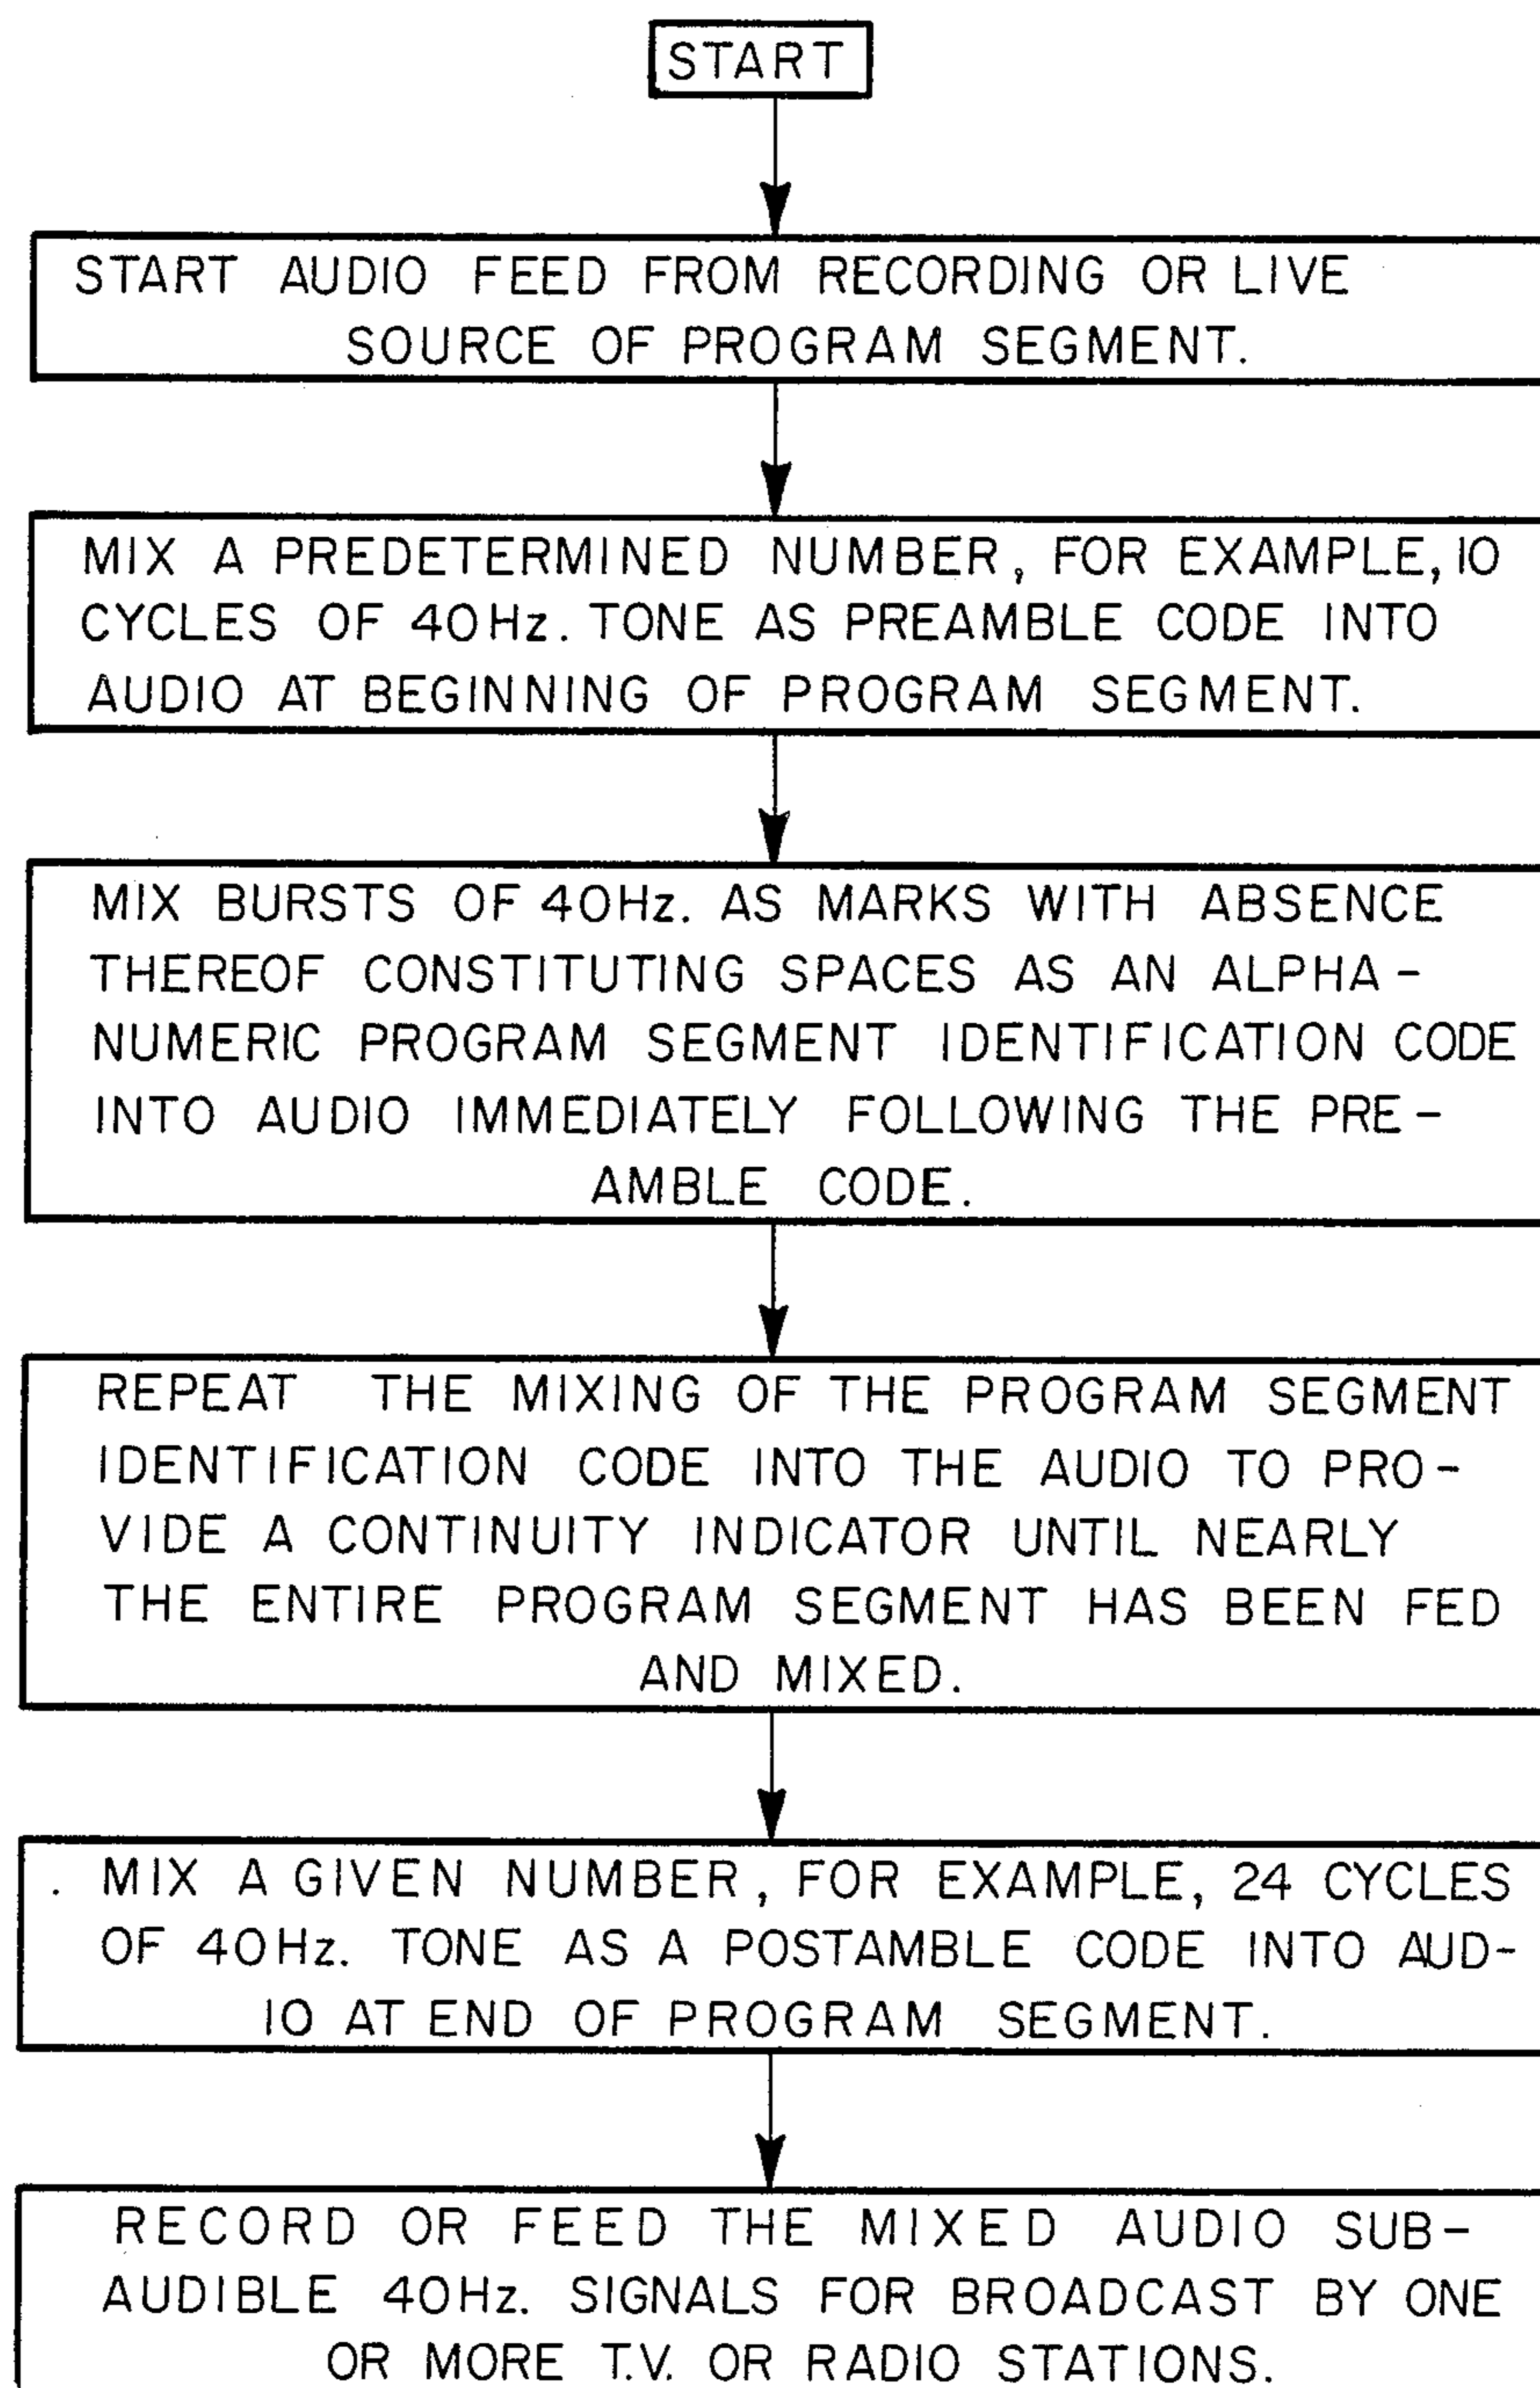 START
START AUDIO FEED FROM RECORDING OR LIVE
SOURCE OF PROGRAM SEGMENT.
MIX A PREDETERMINED NUMBER, FOR EXAMPLE, 10
CYCLES OF 40Hz. TONE AS PREAMBLE CODE INTO
AUDIO AT BEGINNING OF PROGRAM SEGMENT.
MIX BURSTS OF 40Hz. AS MARKS WITH ABSENCE
THEREOF CONSTITUTING SPACES AS AN ALPHA-
NUMERIC PROGRAM SEGMENT IDENTIFICATION CODE
INTO AUDIO IMMEDIATELY FOLLOWING THE PRE-
AMBLE CODE.
REPEAT THE MIXING OF THE PROGRAM SEGMENT
IDENTIFICATION CODE INTO THE AUDIO TO PRO-
VIDE A CONTINUITY INDICATOR UNTIL NEARLY
THE ENTIRE PROGRAM SEGMENT HAS BEEN FED
AND MIXED.
MIX A GIVEN NUMBER, FOR EXAMPLE, 24 CYCLES
OF 40Hz. TONE AS A POSTAMBLE CODE INTO AUD-
IO AT END OF PROGRAM SEGMENT.
RECORD OR FEED THE MIXED AUDIO SUB-
AUDIBLE 40Hz. SIGNALS FOR BROADCAST BY ONE
OR MORE T.V. OR RADIO STATIONS.